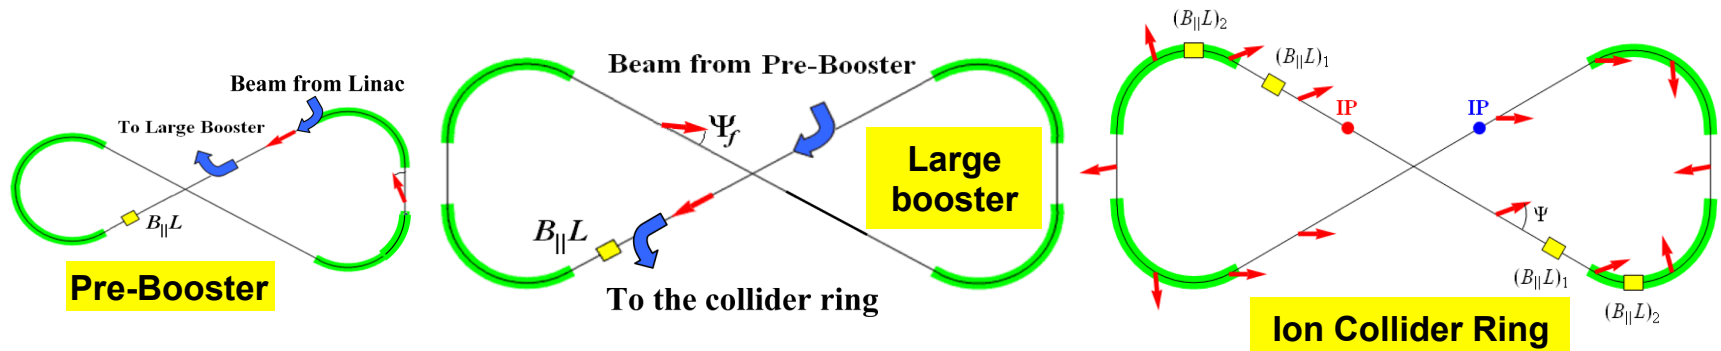 Beam from Linac
To Large Booster
B||L
Pre-Booster
Beam from Pre-Booster
Ψf
Large
booster
B||L
To the collider ring
(B||L)2
(B||L)1
IP
IP
Ψ
(B||L)1
(B||L)2
Ion Collider Ring